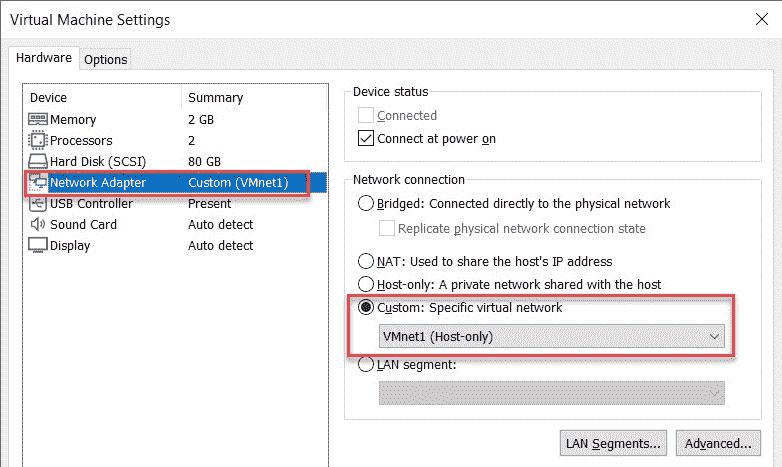 Virtual Machine Settings
Hardware Options
Device Summary
Memory 2 GB
Processors 2
Hard Disk (SCSI) 80 GB
Network Adapter Custom (VMnet1)
USB Controller Present
Sound Card Auto detect
Display Auto detect
Device status
Connected
Connect at power on
Network connection
Bridged: Connected directly to the physical network
Replicate physical network connection state
NAT: Used to share the host's IP address
Host-only: A private network shared with the host
Custom: Specific virtual network
VMnet1 (Host-only)
LAN segment:
LAN Segments... Advanced...